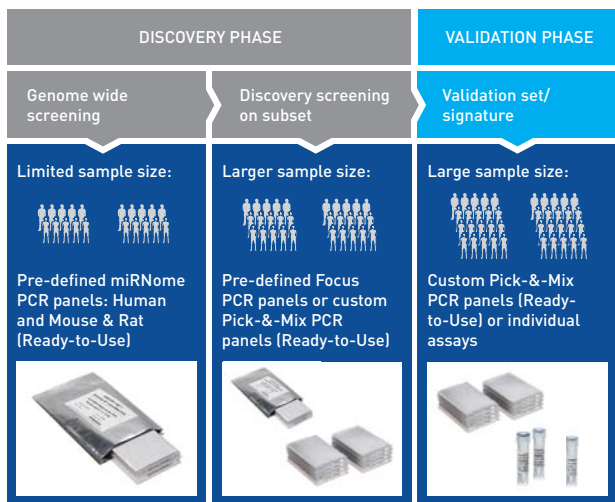 DISCOVERY PHASE
VALIDATION PHASE
Genome wide
screening
Discovery screening
on subset
Validation set/
signature
Limited sample size:
Pre-defined miRNome
PCR panels: Human
and Mouse & Rat
(Ready-to-Use)
Larger sample size:
Pre-defined Focus
PCR panels or custom
Pick-&-Mix PCR
panels (Ready-to-Use)
Large sample size:
Custom Pick-&-Mix
PCR panels (Ready-
to-Use) or individual
assays